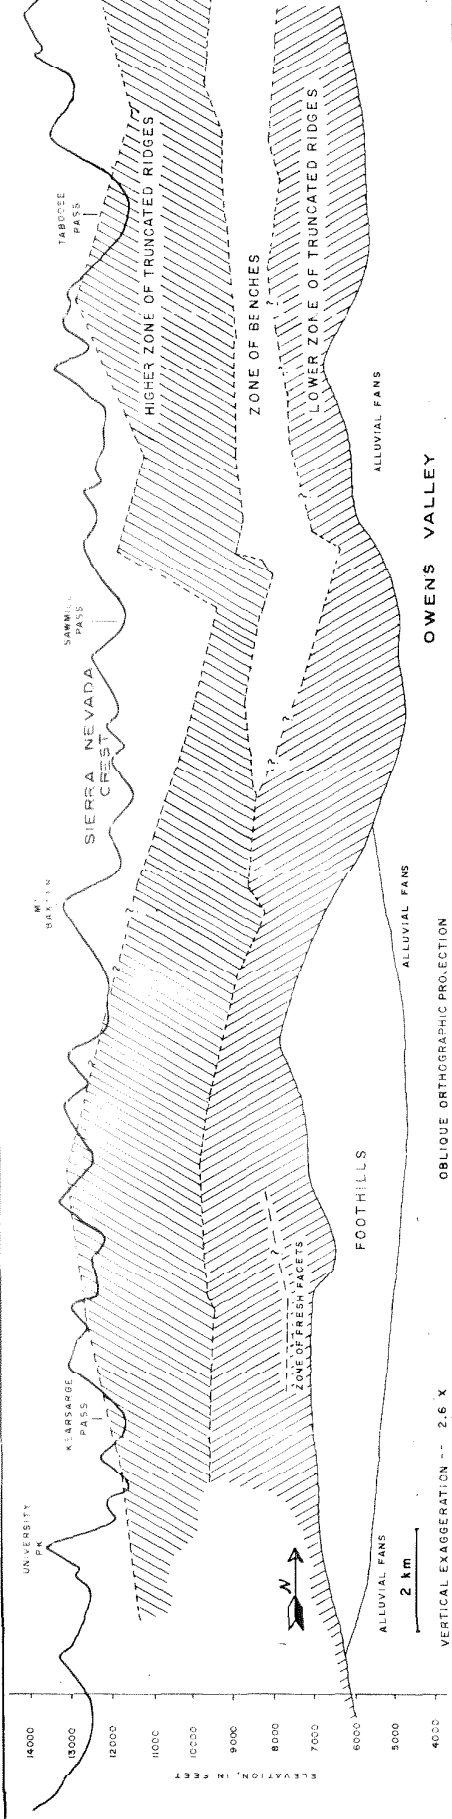 14000
13000
12000
11000
10000
9000
8000
7000
6000
5000
4000
ELEVATION, IN FEET
UNIVERSITY
PK
KEARSARGE
PASS
MT
BAXTER
SIERRA NEVADA
CREST
SAWMILL
PASS
TABOOSE
PASS
HIGHER ZONE OF TRUNCATED RIDGES
ZONE OF BENCHES
LOWER ZONE OF TRUNCATED RIDGES
ZONE OF FRESH FACETS
?
?
?
?
?
?
?
?
FOOTHILLS
N
ALLUVIAL FANS
ALLUVIAL FANS
ALLUVIAL FANS
OWENS VALLEY
2 km
VERTICAL EXAGGERATION -- 2.6 X
OBLIQUE ORTHOGRAPHIC PROJECTION